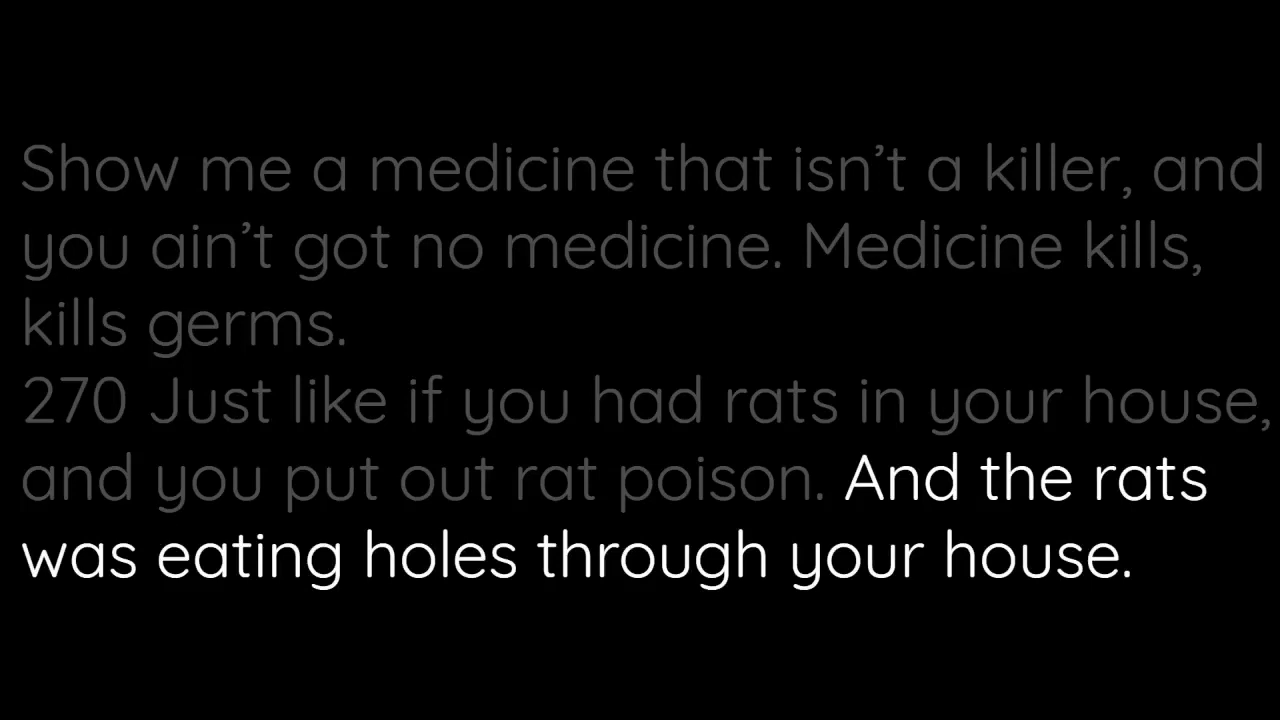 Show me a medicine that isn’t a killer, and
you ain’t got no medicine. Medicine kills,
kills germs.
270 Just like if you had rats in your house,
and you put out rat poison. And the rats
was eating holes through your house.